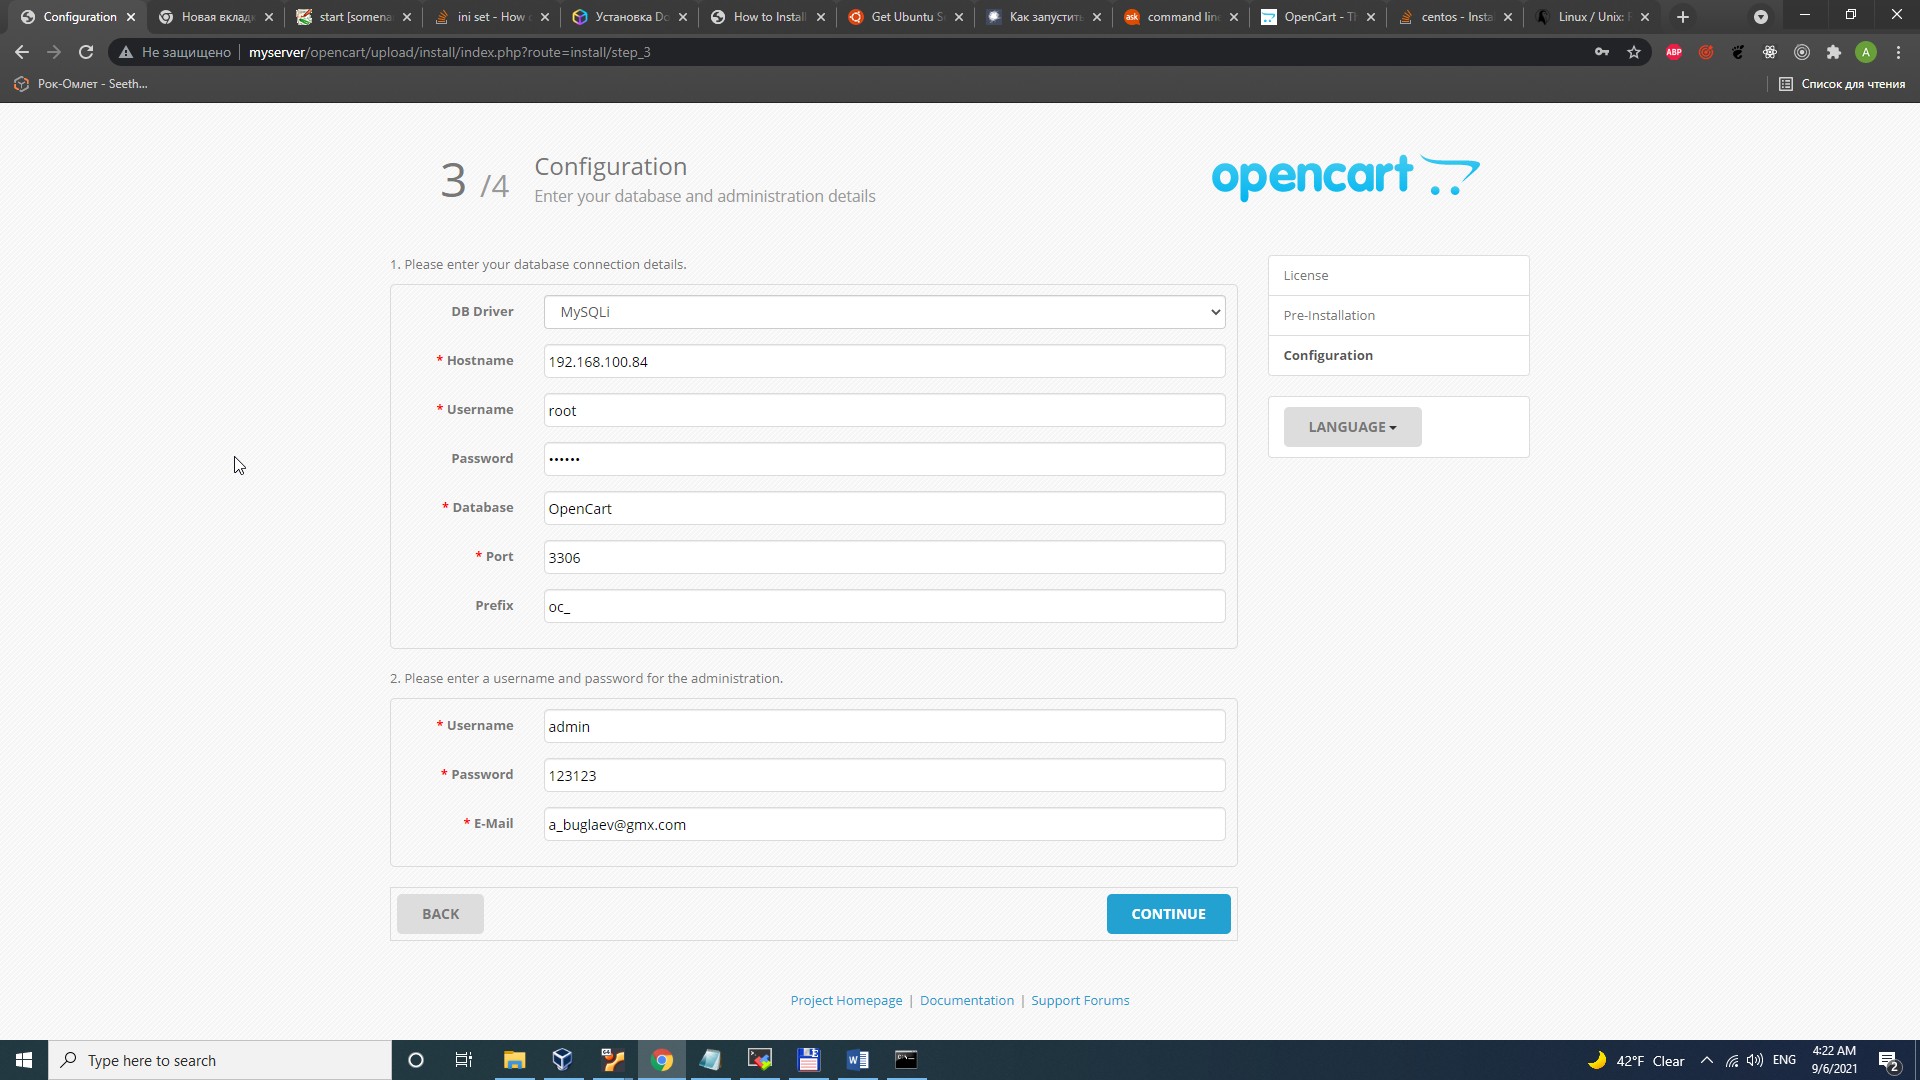 Configuration
Новая вклад
start [somena
ini set - How
Установка Do
How to Install
Get Ubuntu S
Как запустить
ask
command line
OpenCart - Th
centos - Insta
Linux / Unix:
Не защищено
myserver/opencart/upload/install/index.php?route=install/step_3
ABP
A
Рок-Омлет - Seeth...
Список для чтения
3 /4
Configuration
Enter your database and administration details
opencart
1. Please enter your database connection details.
DB Driver
MySQLi
* Hostname
192.168.100.84
* Username
root
Password
••••••
* Database
OpenCart
* Port
3306
Prefix
oc_
2. Please enter a username and password for the administration.
* Username
admin
* Password
123123
* E-Mail
a_buglaev@gmx.com
BACK
CONTINUE
License
Pre-Installation
Configuration
LANGUAGE
Project Homepage | Documentation | Support Forums
Type here to search
42°F Clear
ENG
4:22 AM
9/6/2021
2